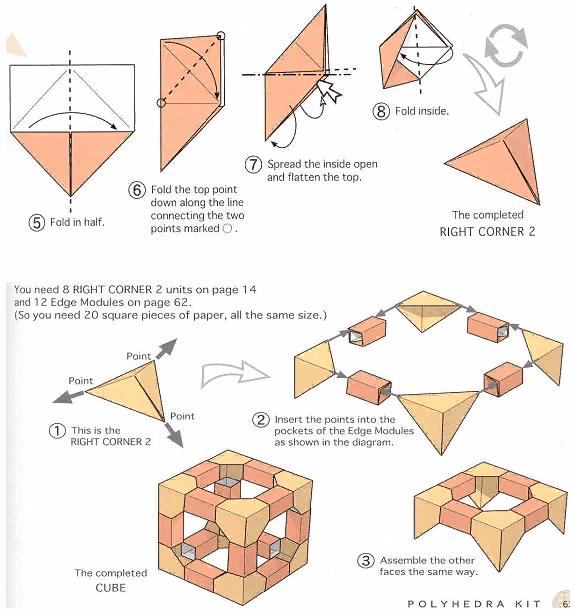 ⑤ Fold in half.
⑥ Fold the top point
down along the line
connecting the two
points marked ○.
⑦ Spread the inside open
and flatten the top.
⑧ Fold inside.
The completed
RIGHT CORNER 2
You need 8 RIGHT CORNER 2 units on page 14
and 12 Edge Modules on page 62.
(So you need 20 square pieces of paper, all the same size.)
Point
Point
Point
① This is the
RIGHT CORNER 2
② Insert the points into the
pockets of the Edge Modules
as shown in the diagram.
③ Assemble the other
faces the same way.
The completed
CUBE
POLYHEDRA KIT